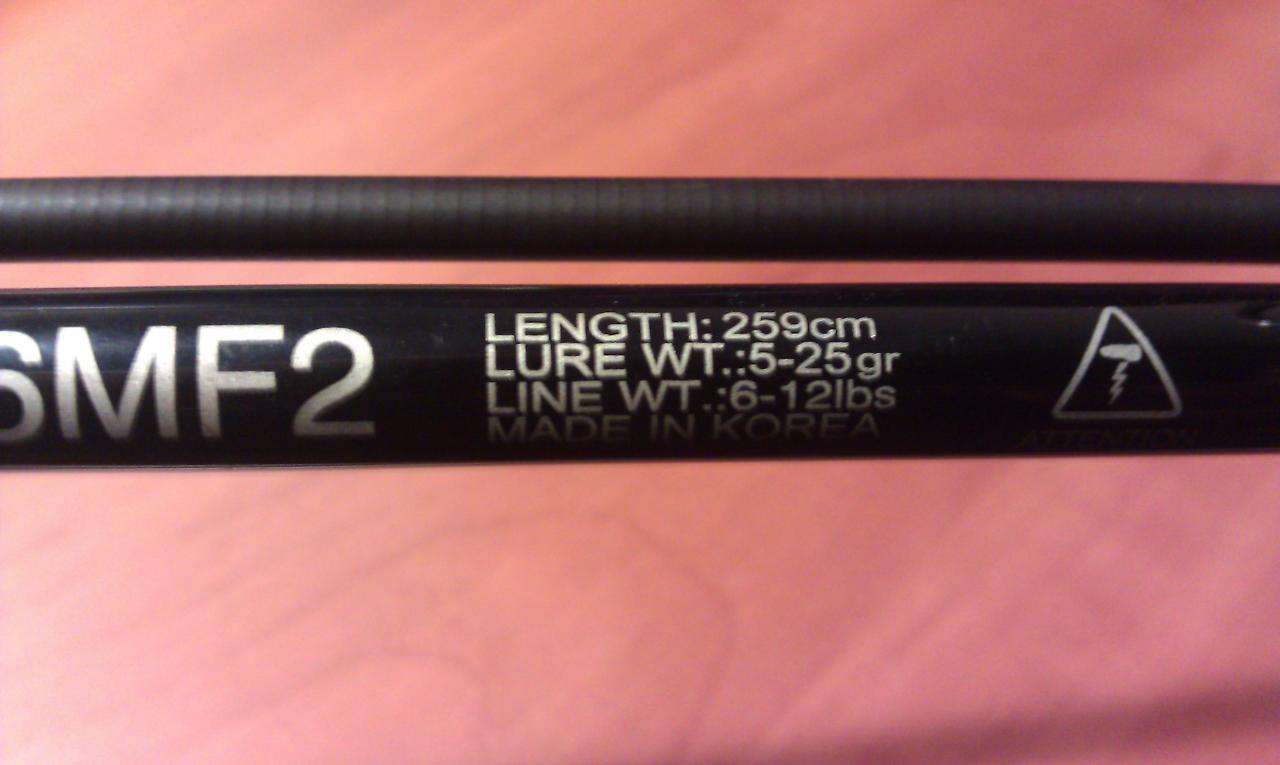 6MF2
LENGTH: 259cm
LURE WT.:5-25gr
LINE WT.:6-12lbs
MADE IN KOREA
ATTENTION